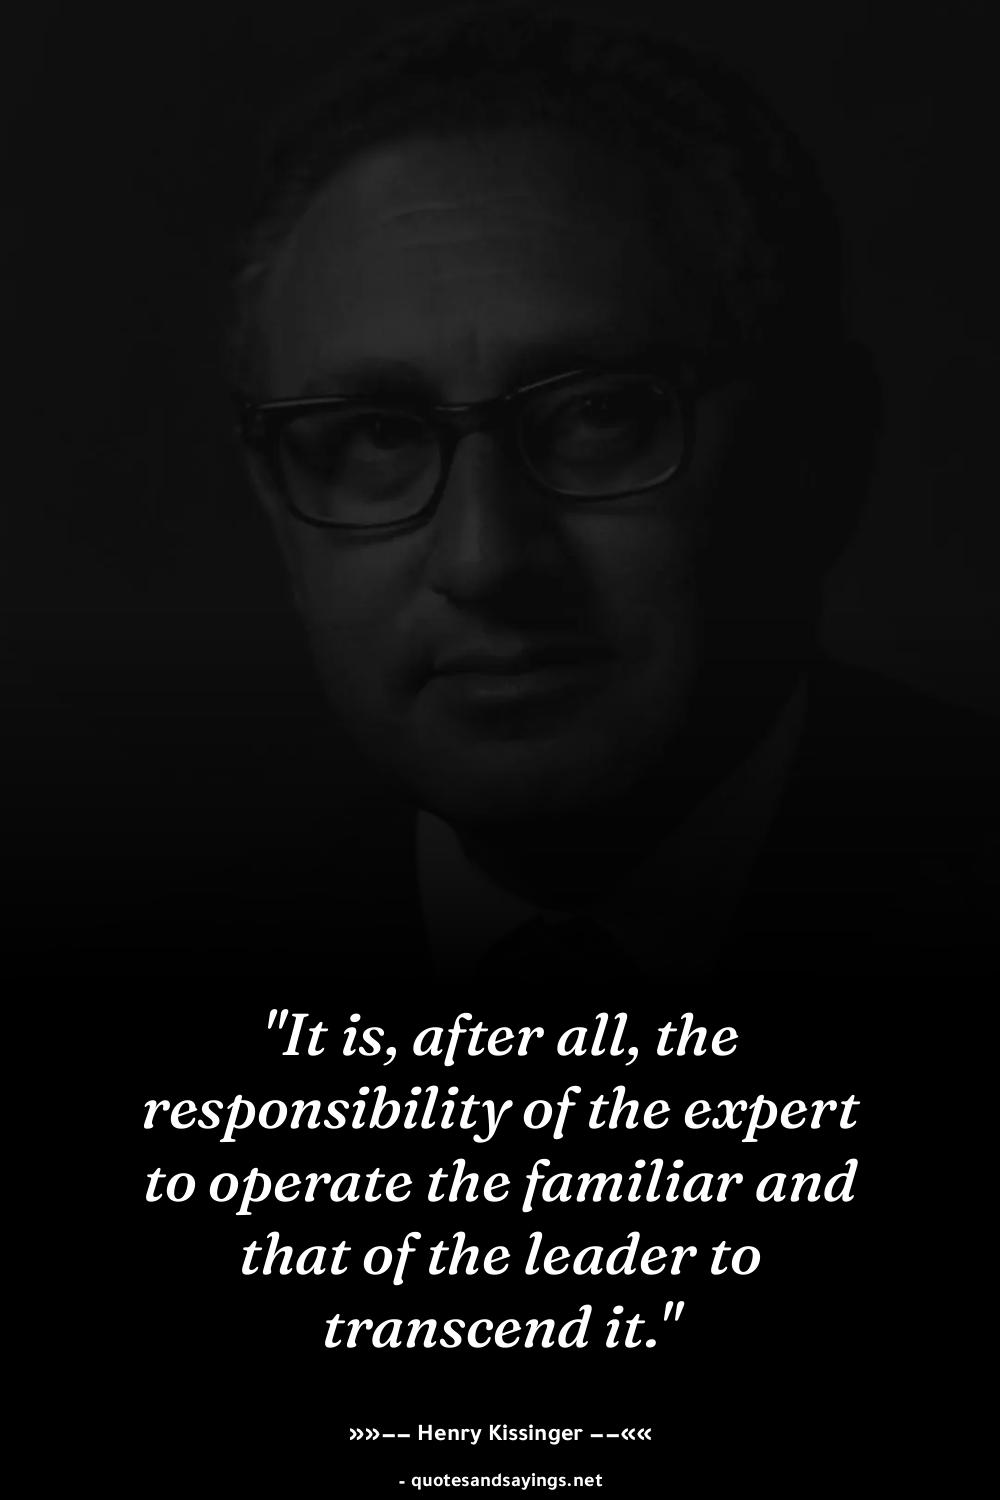 "It is, after all, the
responsibility of the expert
to operate the familiar and
that of the leader to
transcend it."
»»−− Henry Kissinger −−««
- quotesandsayings.net